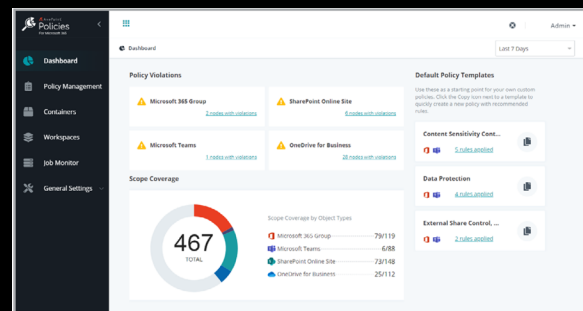 AvePoint
Policies
For Microsoft 365
Admin
Dashboard
Last 7 Days
Dashboard
Policy Management
Containers
Workspaces
Job Monitor
General Settings
Policy Violations
Microsoft 365 Group
2 nodes with violations
SharePoint Online Site
6 nodes with violations
Microsoft Teams
1 nodes with violations
OneDrive for Business
28 nodes with violations
Scope Coverage
467
TOTAL
Scope Coverage by Object Types
Microsoft 365 Group 79/119
Microsoft Teams 6/88
SharePoint Online Site 73/148
OneDrive for Business 25/112
Default Policy Templates
Use these as a starting point for your own custom
policies. Click the Copy icon next to a template to
quickly create a new policy with recommended
rules.
Content Sensitivity Cont...
5 rules applied
Data Protection
4 rules applied
External Share Control, ...
2 rules applied